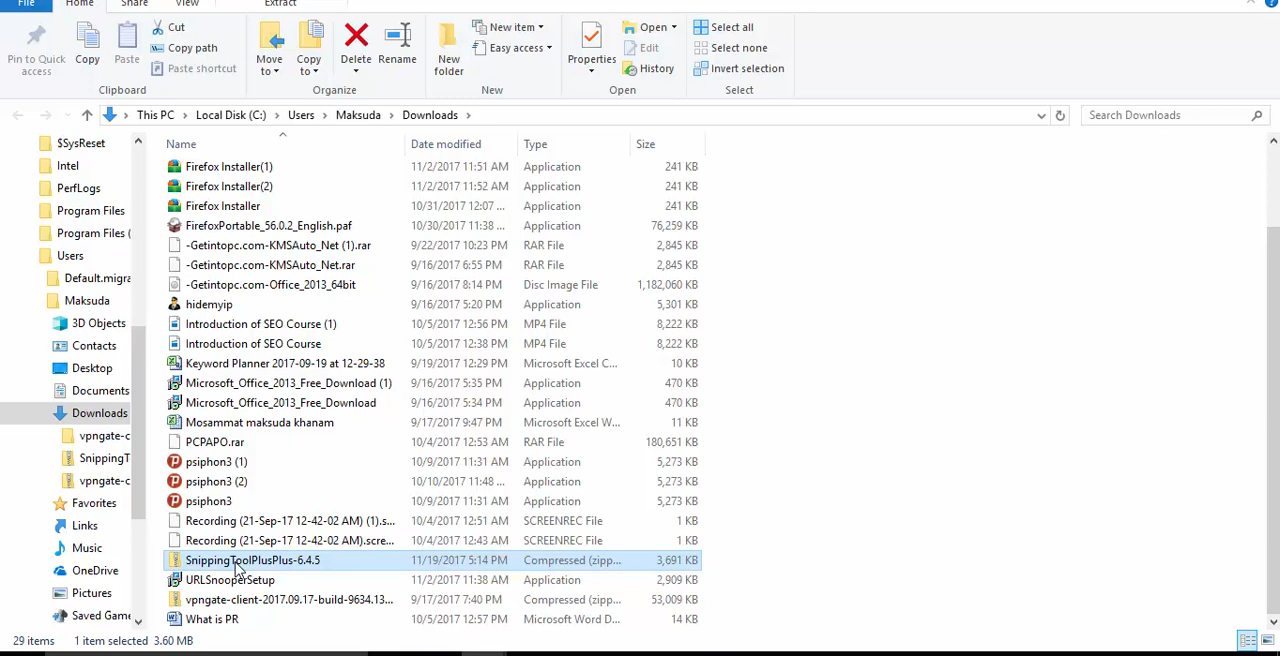 File Home Share View Extract
Pin to Quick access
Copy
Paste
Cut
Copy path
Paste shortcut
Clipboard
Move to
Copy to
Delete
Rename
Organize
New folder
New item
Easy access
New
Properties
Open
Edit
History
Open
Select all
Select none
Invert selection
Select
This PC Local Disk (C:) Users Maksuda Downloads
Search Downloads
$SysReset
Intel
PerfLogs
Program Files
Program Files (
Users
Default.migra
Maksuda
3D Objects
Contacts
Desktop
Documents
Downloads
vpngate-c
SnippingT
vpngate-c
Favorites
Links
Music
OneDrive
Pictures
Saved Game
Name Date modified Type Size
Firefox Installer(1) 11/2/2017 11:51 AM Application 241 KB
Firefox Installer(2) 11/2/2017 11:52 AM Application 241 KB
Firefox Installer 10/31/2017 12:07 ... Application 241 KB
FirefoxPortable_56.0.2_English.paf 10/30/2017 11:38 ... Application 76,259 KB
-Getintopc.com-KMSAuto_Net (1).rar 9/22/2017 10:23 PM RAR File 2,845 KB
-Getintopc.com-KMSAuto_Net.rar 9/16/2017 6:55 PM RAR File 2,845 KB
-Getintopc.com-Office_2013_64bit 9/16/2017 8:14 PM Disc Image File 1,182,060 KB
hidemyip 9/16/2017 5:20 PM Application 5,301 KB
Introduction of SEO Course (1) 10/5/2017 12:56 PM MP4 File 8,222 KB
Introduction of SEO Course 10/5/2017 12:38 PM MP4 File 8,222 KB
Keyword Planner 2017-09-19 at 12-29-38 9/19/2017 12:29 PM Microsoft Excel C... 10 KB
Microsoft_Office_2013_Free_Download (1) 9/16/2017 5:35 PM Application 470 KB
Microsoft_Office_2013_Free_Download 9/16/2017 5:34 PM Application 470 KB
Mosammat maksuda khanam 9/17/2017 9:47 PM Microsoft Excel W... 11 KB
PCPAPO.rar 10/4/2017 12:53 AM RAR File 180,651 KB
psiphon3 (1) 10/9/2017 11:31 AM Application 5,273 KB
psiphon3 (2) 10/10/2017 11:48 ... Application 5,273 KB
psiphon3 10/9/2017 11:31 AM Application 5,273 KB
Recording (21-Sep-17 12-42-02 AM) (1).s... 10/4/2017 12:51 AM SCREENREC File 1 KB
Recording (21-Sep-17 12-42-02 AM).scre... 10/4/2017 12:43 AM SCREENREC File 1 KB
SnippingToolPlusPlus-6.4.5 11/19/2017 5:14 PM Compressed (zipp... 3,691 KB
URLSnooperSetup 11/2/2017 11:38 AM Application 2,909 KB
vpngate-client-2017.09.17-build-9634.13... 9/17/2017 7:40 PM Compressed (zipp... 53,009 KB
What is PR 10/5/2017 12:57 PM Microsoft Word D... 14 KB
29 items 1 item selected 3.60 MB